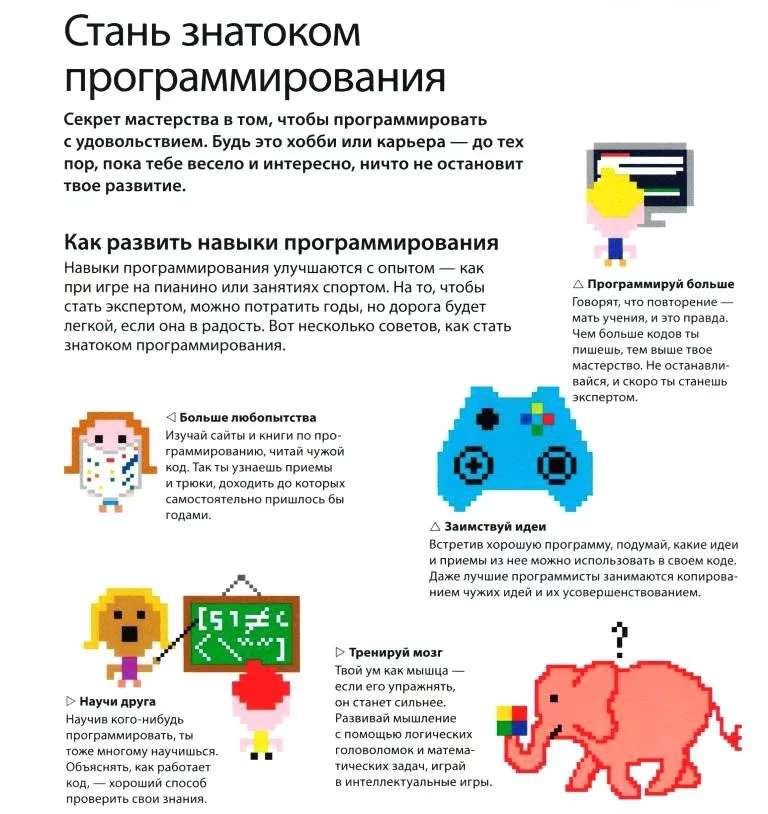 Стань знатоком
программирования
Секрет мастерства в том, чтобы программировать
с удовольствием. Будь это хобби или карьера — до тех
пор, пока тебе весело и интересно, ничто не остановит
твое развитие.
Как развить навыки программирования
Навыки программирования улучшаются с опытом — как
при игре на пианино или занятиях спортом. На то, чтобы
стать экспертом, можно потратить годы, но дорога будет
легкой, если она в радость. Вот несколько советов, как стать
знатоком программирования.
△ Программируй больше
Говорят, что повторение —
мать учения, и это правда.
Чем больше кодов ты
пишешь, тем выше твое
мастерство. Не останавли-
вайся, и скоро ты станешь
экспертом.
◁ Больше любопытства
Изучай сайты и книги по про-
граммированию, читай чужой
код. Так ты узнаешь приемы
и трюки, доходить до которых
самостоятельно пришлось бы
годами.
△ Заимствуй идеи
Встретив хорошую программу, подумай, какие идеи
и приемы из нее можно использовать в своем коде.
Даже лучшие программисты занимаются копирова-
нием чужих идей и их усовершенствованием.
▷ Научи друга
Научив кого-нибудь
программировать, ты
тоже многому научишься.
Объяснять, как работает
код, — хороший способ
проверить свои знания.
▷ Тренируй мозг
Твой ум как мышца —
если его упражнять,
он станет сильнее.
Развивай мышление
с помощью логических
головоломок и матема-
тических задач, играй
в интеллектуальные игры.
?